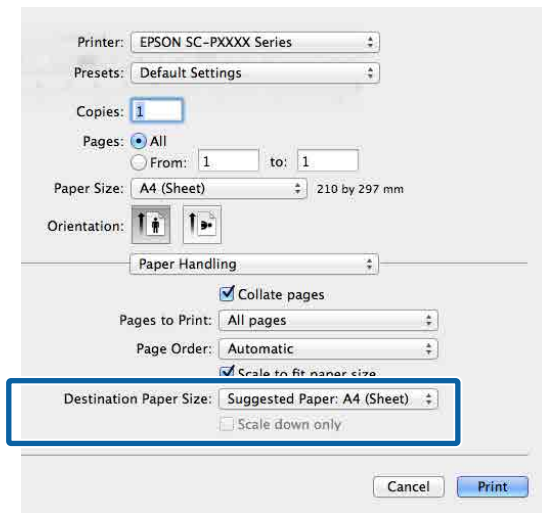 Printer: EPSON SC-PXXXX Series
Presets: Default Settings
Copies: 1
Pages: All
From: 1 to: 1
Paper Size: A4 (Sheet) 210 by 297 mm
Orientation:
Paper Handling
Collate pages
Pages to Print: All pages
Page Order: Automatic
Scale to fit paper size
Destination Paper Size: Suggested Paper: A4 (Sheet)
Scale down only
Cancel Print